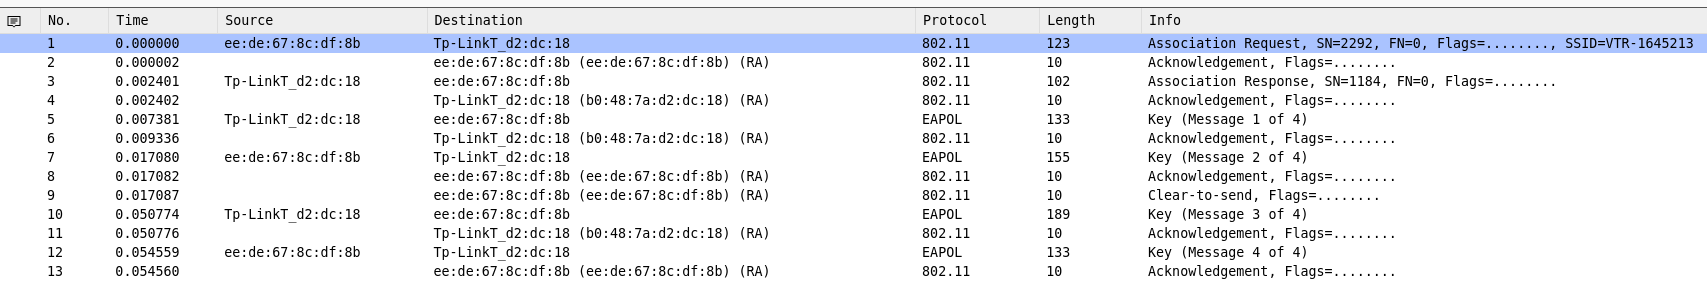 No. Time Source Destination Protocol Length Info
1 0.000000 ee:de:67:8c:df:8b Tp-LinkT_d2:dc:18 802.11 123 Association Request, SN=2292, FN=0, Flags=........, SSID=VTR-1645213
2 0.000002 ee:de:67:8c:df:8b (ee:de:67:8c:df:8b) (RA) 802.11 10 Acknowledgement, Flags=........
3 0.002401 Tp-LinkT_d2:dc:18 ee:de:67:8c:df:8b 802.11 102 Association Response, SN=1184, FN=0, Flags=........
4 0.002402 Tp-LinkT_d2:dc:18 (b0:48:7a:d2:dc:18) (RA) 802.11 10 Acknowledgement, Flags=........
5 0.007381 Tp-LinkT_d2:dc:18 ee:de:67:8c:df:8b EAPOL 133 Key (Message 1 of 4)
6 0.009336 Tp-LinkT_d2:dc:18 (b0:48:7a:d2:dc:18) (RA) 802.11 10 Acknowledgement, Flags=........
7 0.017080 ee:de:67:8c:df:8b Tp-LinkT_d2:dc:18 EAPOL 155 Key (Message 2 of 4)
8 0.017082 ee:de:67:8c:df:8b (ee:de:67:8c:df:8b) (RA) 802.11 10 Acknowledgement, Flags=........
9 0.017087 ee:de:67:8c:df:8b (ee:de:67:8c:df:8b) (RA) 802.11 10 Clear-to-send, Flags=........
10 0.050774 Tp-LinkT_d2:dc:18 ee:de:67:8c:df:8b EAPOL 189 Key (Message 3 of 4)
11 0.050776 Tp-LinkT_d2:dc:18 (b0:48:7a:d2:dc:18) (RA) 802.11 10 Acknowledgement, Flags=........
12 0.054559 ee:de:67:8c:df:8b Tp-LinkT_d2:dc:18 EAPOL 133 Key (Message 4 of 4)
13 0.054560 ee:de:67:8c:df:8b (ee:de:67:8c:df:8b) (RA) 802.11 10 Acknowledgement, Flags=........